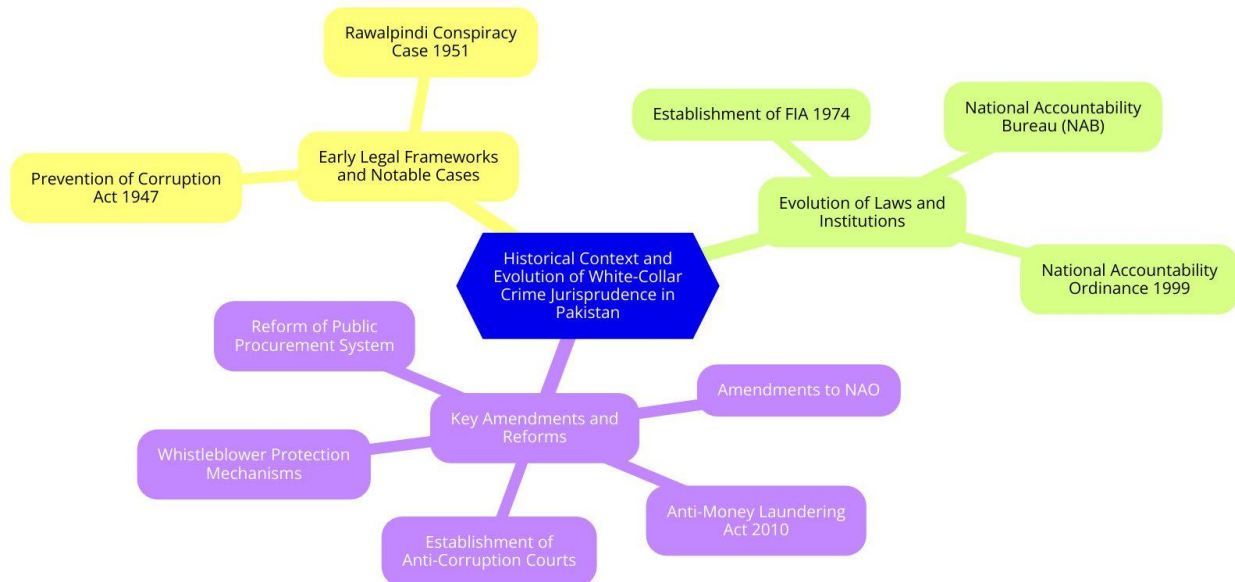 Rawalpindi Conspiracy
Case 1951
Prevention of Corruption
Act 1947
Early Legal Frameworks
and Notable Cases
Establishment of FIA 1974
National Accountability
Bureau (NAB)
Evolution of Laws and
Institutions
National Accountability
Ordinance 1999
Historical Context and
Evolution of White-Collar
Crime Jurisprudence in
Pakistan
Reform of Public
Procurement System
Amendments to NAO
Key Amendments and
Reforms
Whistleblower Protection
Mechanisms
Anti-Money Laundering
Act 2010
Establishment of
Anti-Corruption Courts